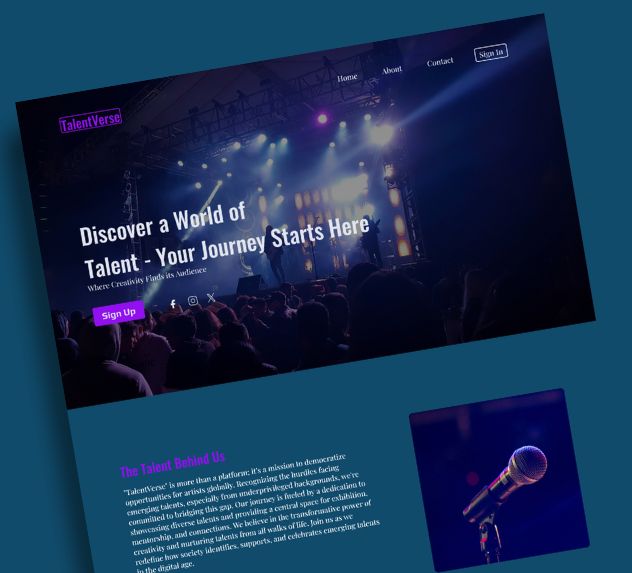 TalentVerse
Home
About
Contact
Sign In
Discover a World of
Talent - Your Journey Starts Here
Where Creativity Finds its Audience
Sign Up
The Talent Behind Us
"TalentVerse" is more than a platform; it's a mission to democratize
opportunities for artists globally. Recognizing the hurdles facing
emerging talents, especially from underprivileged backgrounds, we're
committed to bridging this gap. Our journey is fueled by a dedication to
showcasing diverse talents and providing a central space for exhibition,
mentorship, and connections. We believe in the transformative power of
creativity and nurturing talents from all walks of life. Join us as we
redefine how society identifies, supports, and celebrates emerging talents
in the digital age.